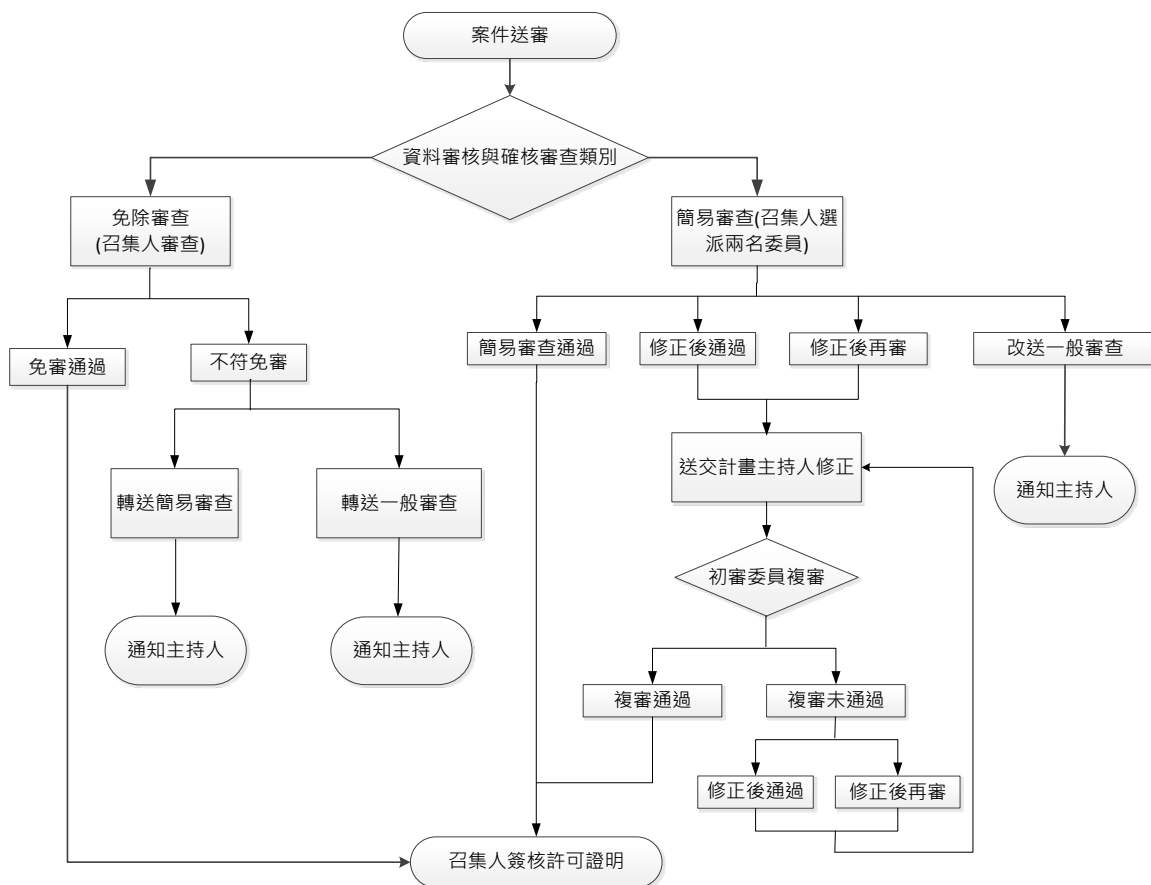 案件送審
資料審核與確核審查類別
免除審查
(召集人審查)
簡易審查(召集人選
派兩名委員)
免審通過
不符免審
簡易審查通過
修正後通過
修正後再審
改送一般審查
轉送簡易審查
轉送一般審查
送交計畫主持人修正
通知主持人
通知主持人
通知主持人
初審委員複審
複審通過
複審未通過
修正後通過
修正後再審
召集人簽核許可證明